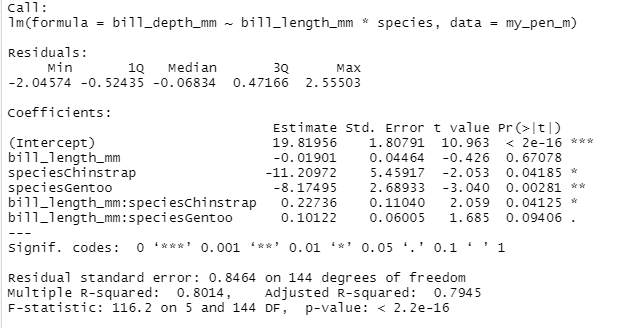 Call:
lm(formula = bill_depth_mm ~ bill_length_mm * species, data = my_pen_m)
Residuals:
Min 1Q Median 3Q Max
-2.04574 -0.52435 -0.06834 0.47166 2.55503
Coefficients:
Estimate Std. Error t value Pr(>|t|)
(Intercept) 19.81956 1.80791 10.963 < 2e-16 ***
bill_length_mm -0.01901 0.04464 -0.426 0.67078
speciesChinstrap -11.20972 5.45917 -2.053 0.04185 *
speciesGentoo -8.17495 2.68933 -3.040 0.00281 **
bill_length_mm:speciesChinstrap 0.22736 0.11040 2.059 0.04125 *
bill_length_mm:speciesGentoo 0.10122 0.06005 1.685 0.09406 .
---
Signif. codes: 0 ‘***’ 0.001 ‘**’ 0.01 ‘*’ 0.05 ‘.’ 0.1 ‘ ’ 1
Residual standard error: 0.8464 on 144 degrees of freedom
Multiple R-squared: 0.8014, Adjusted R-squared: 0.7945
F-statistic: 116.2 on 5 and 144 DF, p-value: < 2.2e-16